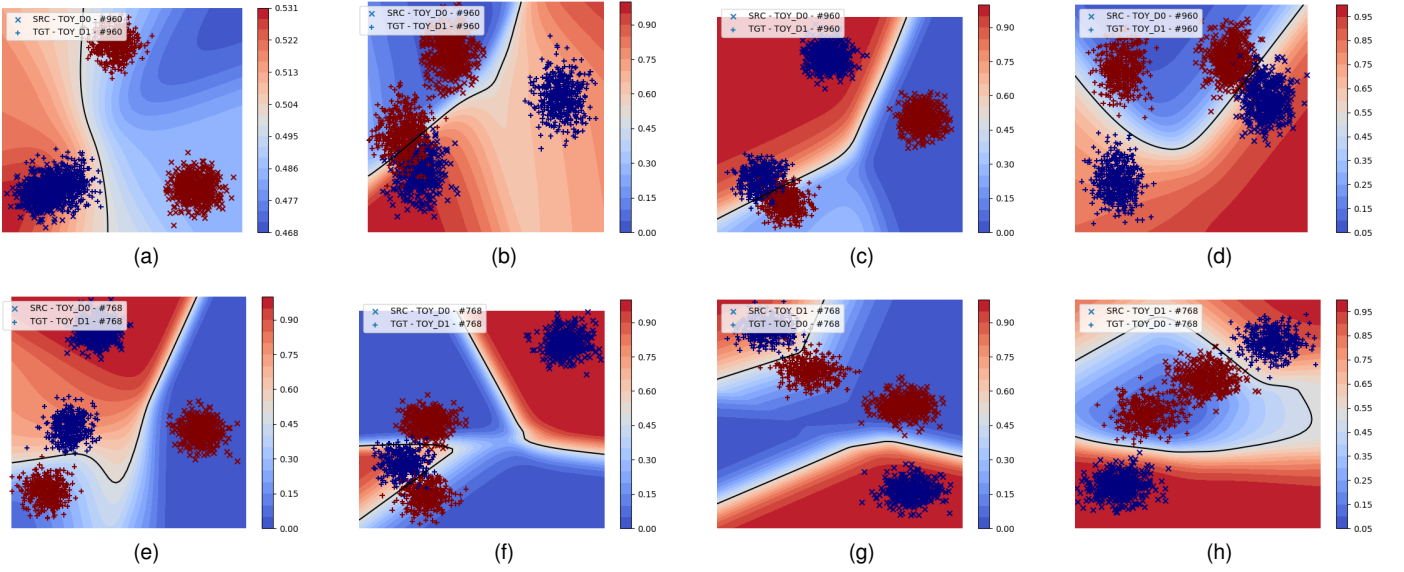 SRC - TOY_D0 - #960
TGT - TOY_D1 - #960
0.531
0.522
0.513
0.504
0.495
0.486
0.477
0.468
(a)
SRC - TOY_D0 - #960
TGT - TOY_D1 - #960
0.90
0.75
0.60
0.45
0.30
0.15
0.00
(b)
SRC - TOY_D0 - #960
TGT - TOY_D1 - #960
0.90
0.75
0.60
0.45
0.30
0.15
0.00
(c)
SRC - TOY_D0 - #960
TGT - TOY_D1 - #960
0.95
0.85
0.75
0.65
0.55
0.45
0.35
0.25
0.15
0.05
(d)
SRC - TOY_D0 - #768
TGT - TOY_D1 - #768
0.90
0.75
0.60
0.45
0.30
0.15
0.00
(e)
SRC - TOY_D0 - #768
TGT - TOY_D1 - #768
0.90
0.75
0.60
0.45
0.30
0.15
0.00
(f)
SRC - TOY_D1 - #768
TGT - TOY_D0 - #768
0.90
0.75
0.60
0.45
0.30
0.15
0.00
(g)
SRC - TOY_D1 - #768
TGT - TOY_D0 - #768
0.95
0.85
0.75
0.65
0.55
0.45
0.35
0.25
0.15
0.05
(h)